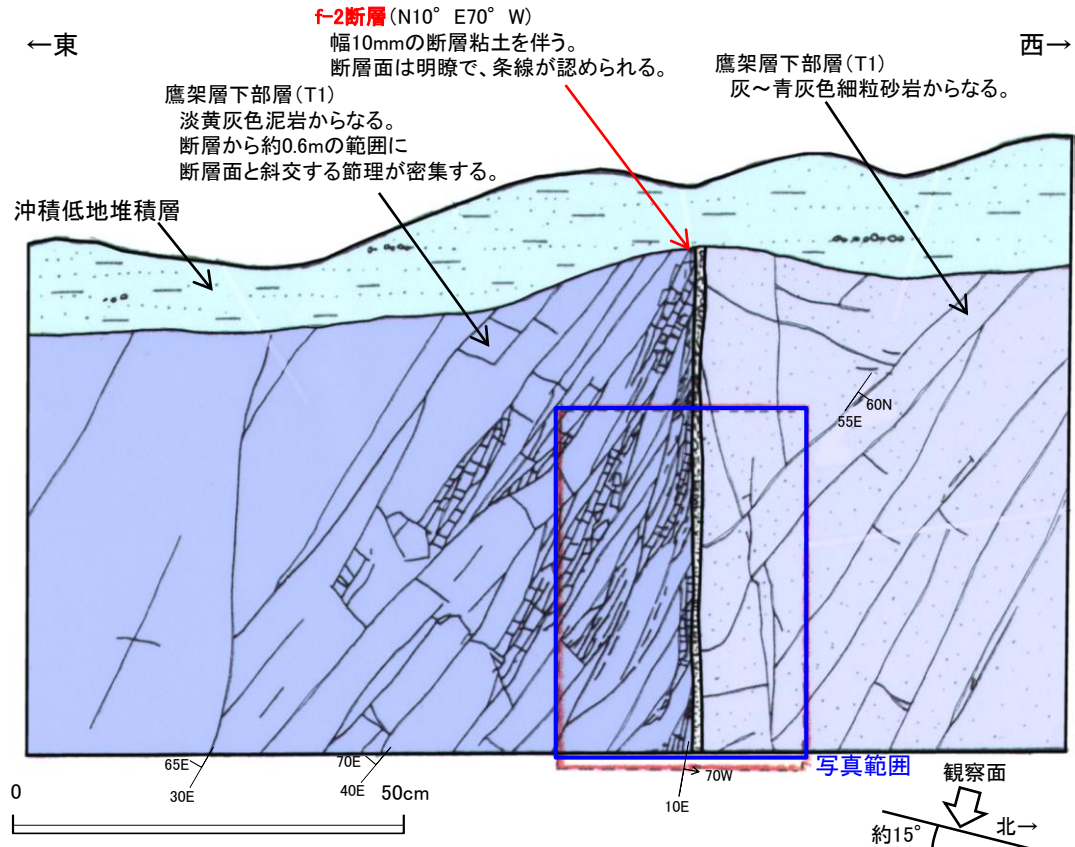 f-2断層(N10° E70° W)
幅10mmの断層粘土を伴う。
断層面は明瞭で、条線が認められる。
←東
西→
鷹架層下部層(T1)
灰～青灰色細粒砂岩からなる。
鷹架層下部層(T1)
淡黄灰色泥岩からなる。
断層から約0.6mの範囲に
断層面と斜交する節理が密集する。
沖積低地堆積層
60N
55E
65E
30E
70E
40E
70W
10E
写真範囲
0
50cm
観察面
北→
約15°